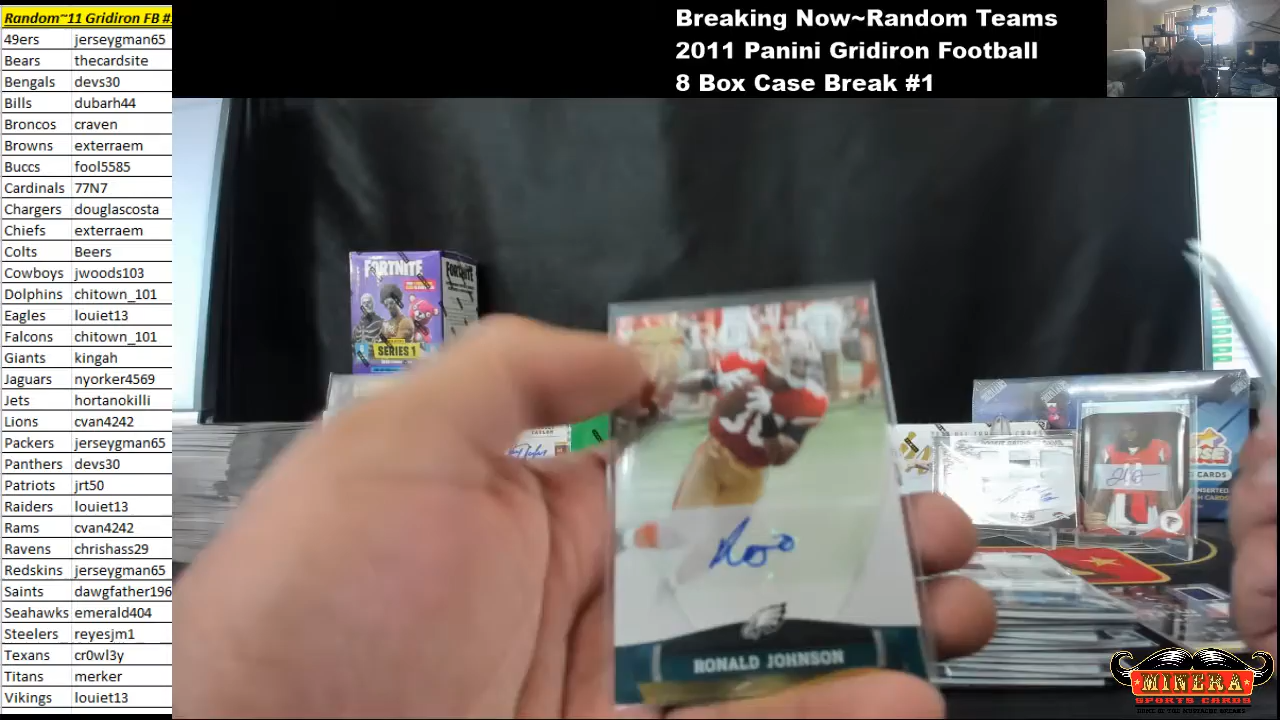 Random~11 Gridiron FB #
49ers jerseygman65
Bears thecardsite
Bengals devs30
Bills dubarh44
Broncos craven
Browns exterraem
Buccs fool5585
Cardinals 77N7
Chargers douglascosta
Chiefs exterraem
Colts Beers
Cowboys jwoods103
Dolphins chitown_101
Eagles louiet13
Falcons chitown_101
Giants kingah
Jaguars nyorker4569
Jets hortanokilli
Lions cvan4242
Packers jerseygman65
Panthers devs30
Patriots jrt50
Raiders louiet13
Rams cvan4242
Ravens chrishass29
Redskins jerseygman65
Saints dawgfather196
Seahawks emerald404
Steelers reyesjm1
Texans cr0wl3y
Titans merker
Vikings louiet13
Breaking Now~Random Teams
2011 Panini Gridiron Football
8 Box Case Break #1
FORTNITE
FORTNITE
SERIES 1
RONALD JOHNSON
CARDS
MINERA
SPORTS CARDS